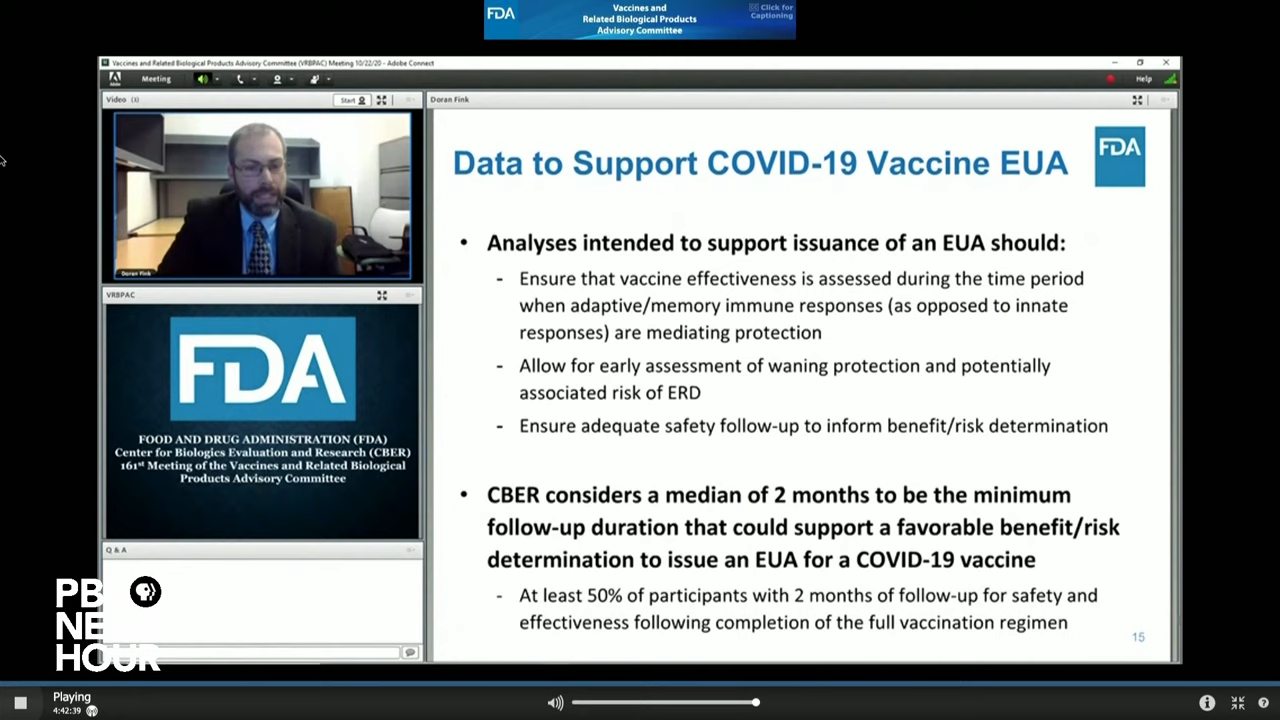 FDA
Vaccines and
Related Biological Products
Advisory Committee
Click for
Captioning
Vaccines and Related Biological Products Advisory Committee (VRBPAC) Meeting 10/22/20 - Adobe Connect
Meeting
Help
Video (1)
Start
Doran Fink
Doran Fink
VRBPAC
FDA
FOOD AND DRUG ADMINISTRATION (FDA)
Center for Biologics Evaluation and Research (CBER)
161st Meeting of the Vaccines and Related Biological
Products Advisory Committee
Q & A
Data to Support COVID-19 Vaccine EUA
FDA
• Analyses intended to support issuance of an EUA should:
- Ensure that vaccine effectiveness is assessed during the time period
when adaptive/memory immune responses (as opposed to innate
responses) are mediating protection
- Allow for early assessment of waning protection and potentially
associated risk of ERD
- Ensure adequate safety follow-up to inform benefit/risk determination
• CBER considers a median of 2 months to be the minimum
follow-up duration that could support a favorable benefit/risk
determination to issue an EUA for a COVID-19 vaccine
- At least 50% of participants with 2 months of follow-up for safety and
effectiveness following completion of the full vaccination regimen
15
PB
NE
HOUR
Playing
4:42:39